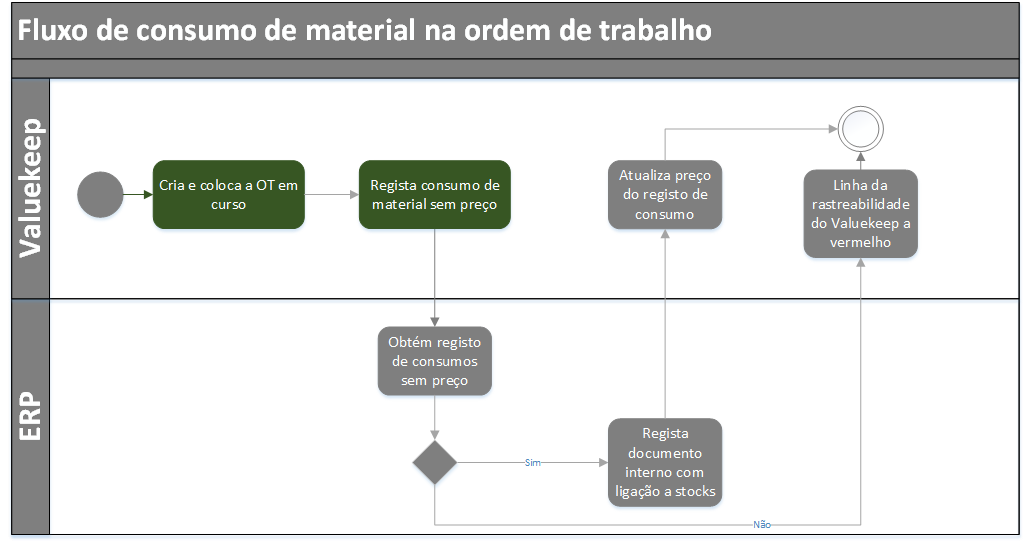 Fluxo de consumo de material na ordem de trabalho
Valuekeep
Cria e coloca a OT em
curso
Regista consumo de
material sem preço
Atualiza preço
do registo de
consumo
Linha da
rastreabilidade
do Valuekeep a
vermelho
ERP
Obtém registo
de consumos
sem preço
Sim
Regista
documento
interno com
ligação a stocks
Não